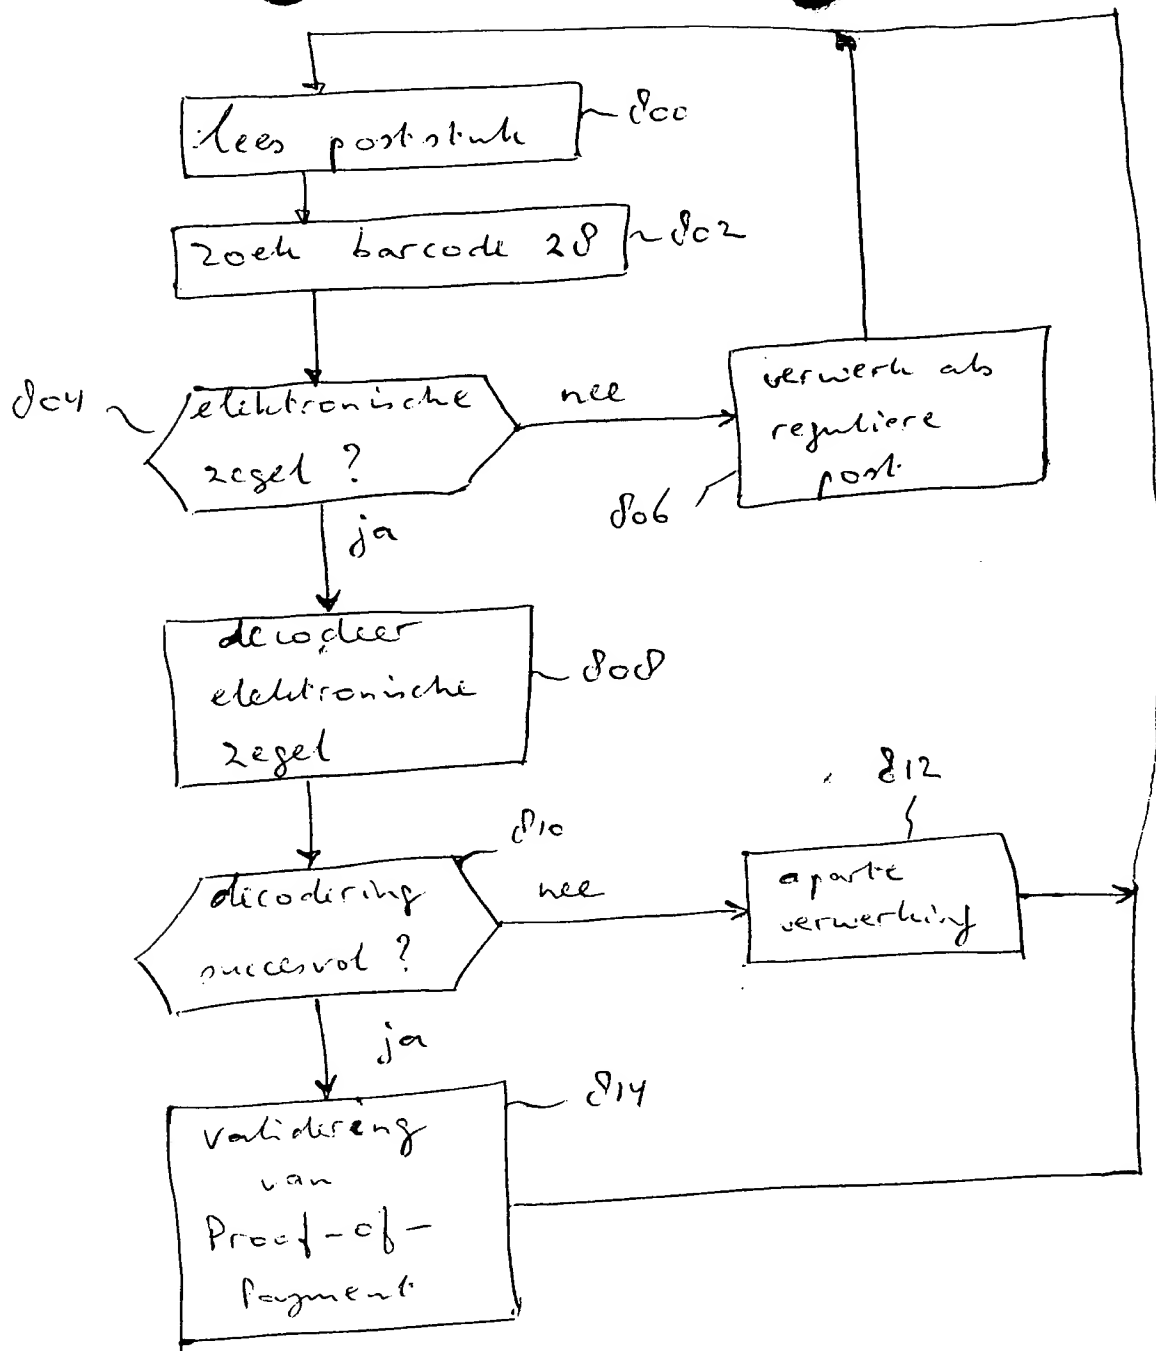 lees poststuk
800
zoek barcode 28
802
804
elektronische
zegel ?
nee
verwerk als
reguliere
post
806
ja
decodeer
elektronische
zegel
808
810
decodering
succesvol ?
nee
812
aparte
verwerking
ja
814
validering
van
Proof-of-
Payment